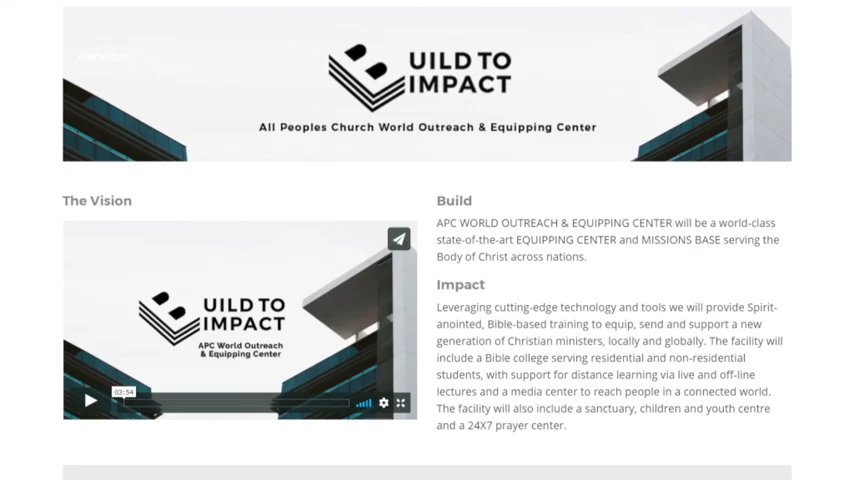 BUILD TO
IMPACT
All Peoples Church World Outreach & Equipping Center
The Vision
BUILD TO
IMPACT
APC World Outreach
& Equipping Center
03:54
Build
APC WORLD OUTREACH & EQUIPPING CENTER will be a world-class
state-of-the-art EQUIPPING CENTER and MISSIONS BASE serving the
Body of Christ across nations.
Impact
Leveraging cutting-edge technology and tools we will provide Spirit-
anointed, Bible-based training to equip, send and support a new
generation of Christian ministers, locally and globally. The facility will
include a Bible college serving residential and non-residential
students, with support for distance learning via live and off-line
lectures and a media center to reach people in a connected world.
The facility will also include a sanctuary, children and youth centre
and a 24X7 prayer center.